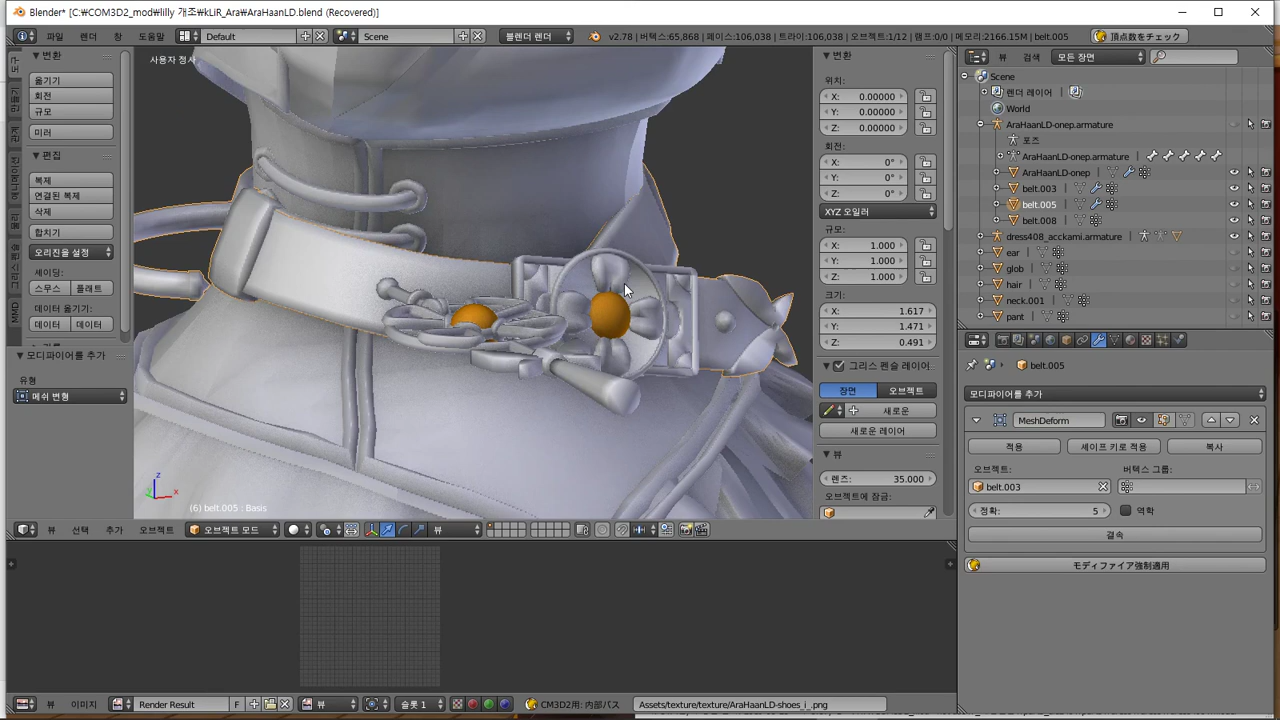 Blender* [C:₩COM3D2_mod₩lilly 개조₩kLiR_Ara₩AraHaanLD.blend (Recovered)]
파일 렌더 창 도움말 Default Scene 블렌더 렌더 v2.78 | 버텍스:65,868 | 페이스:106,038 | 트라이:106,038 | 오브젝트:1/12 | 램프:0/0 | 메모리:2166.15M | belt.005 頂点数をチェック
뷰 검색 모든 장면
▼ 변환
옮기기
회전
규모
미러
▼ 편집
복제
연결된 복제
삭제
합치기
오리진을 설정
셰이딩:
스무스 플래트
데이터 옮기기:
데이터 데이터
MMD
▼ 모디파이어를 추가
유형
메쉬 변형
사용자 정사
(6) belt.005 : Basis
z
y
x
▼ 변환
위치:
X: 0.00000
Y: 0.00000
Z: 0.00000
회전:
X: 0°
Y: 0°
Z: 0°
XYZ 오일러
규모:
X: 1.000
Y: 1.000
Z: 1.000
크기:
X: 1.617
Y: 1.471
Z: 0.491
▼ 그리스 펜슬 레이어
장면 오브젝트
새로운
새로운 레이어
▼ 뷰
렌즈: 35.000
오브젝트에 잠금:
Scene
렌더 레이어
World
AraHaanLD-onep.armature
포즈
AraHaanLD-onep.armature
AraHaanLD-onep
belt.003
belt.005
belt.008
dress408_acckami.armature
ear
glob
hair
neck.001
pant
belt.005
모디파이어를 추가
MeshDeform
적용 셰이프 키로 적용 복사
오브젝트: 버텍스 그룹:
belt.003
정확: 5 역학
결속
モディファイア強制適用
뷰 선택 추가 오브젝트 오브젝트 모드 뷰
뷰 이미지 Render Result F 뷰 슬롯 1 CM3D2用: 内部パス Assets/texture/texture/AraHaanLD-shoes_i_.png